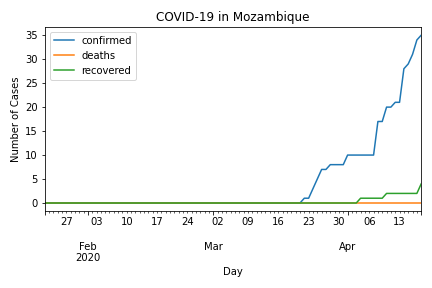 COVID-19 in Mozambique
confirmed
deaths
recovered
Number of Cases
35
30
25
20
15
10
5
0
27 03 10 17 24 02 09 16 23 30 06 13
Feb Mar Apr
2020
Day